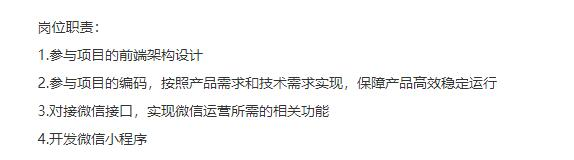 岗位职责：
1.参与项目的前端架构设计
2.参与项目的编码，按照产品需求和技术需求实现，保障产品高效稳定运行
3.对接微信接口，实现微信运营所需的相关功能
4.开发微信小程序